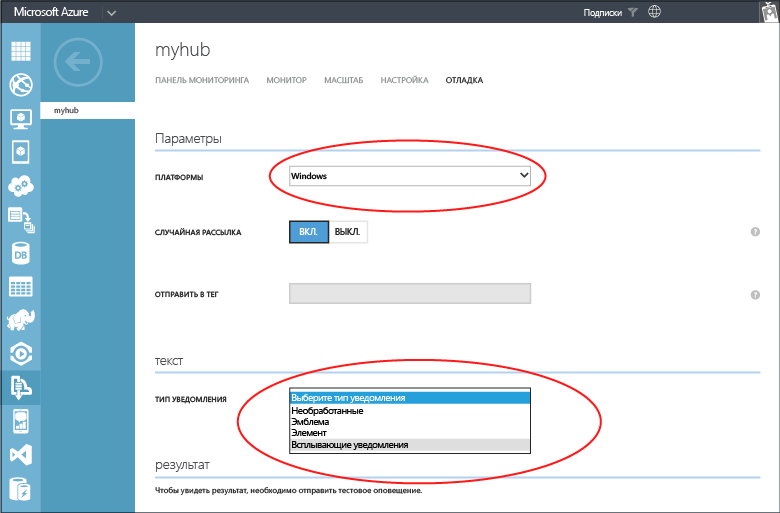 Microsoft Azure
Подписки
myhub
myhub
ПАНЕЛЬ МОНИТОРИНГА МОНИТОР МАСШТАБ НАСТРОЙКА ОТЛАДКА
Параметры
ПЛАТФОРМЫ Windows
СЛУЧАЙНАЯ РАССЫЛКА ВКЛ. ВЫКЛ. ?
ОТПРАВИТЬ В ТЕГ ?
текст
ТИП УВЕДОМЛЕНИЯ Выберите тип уведомления
Необработанные
Эмблема
Элемент
Всплывающие уведомления
результат
Чтобы увидеть результат, необходимо отправить тестовое оповещение.
DB